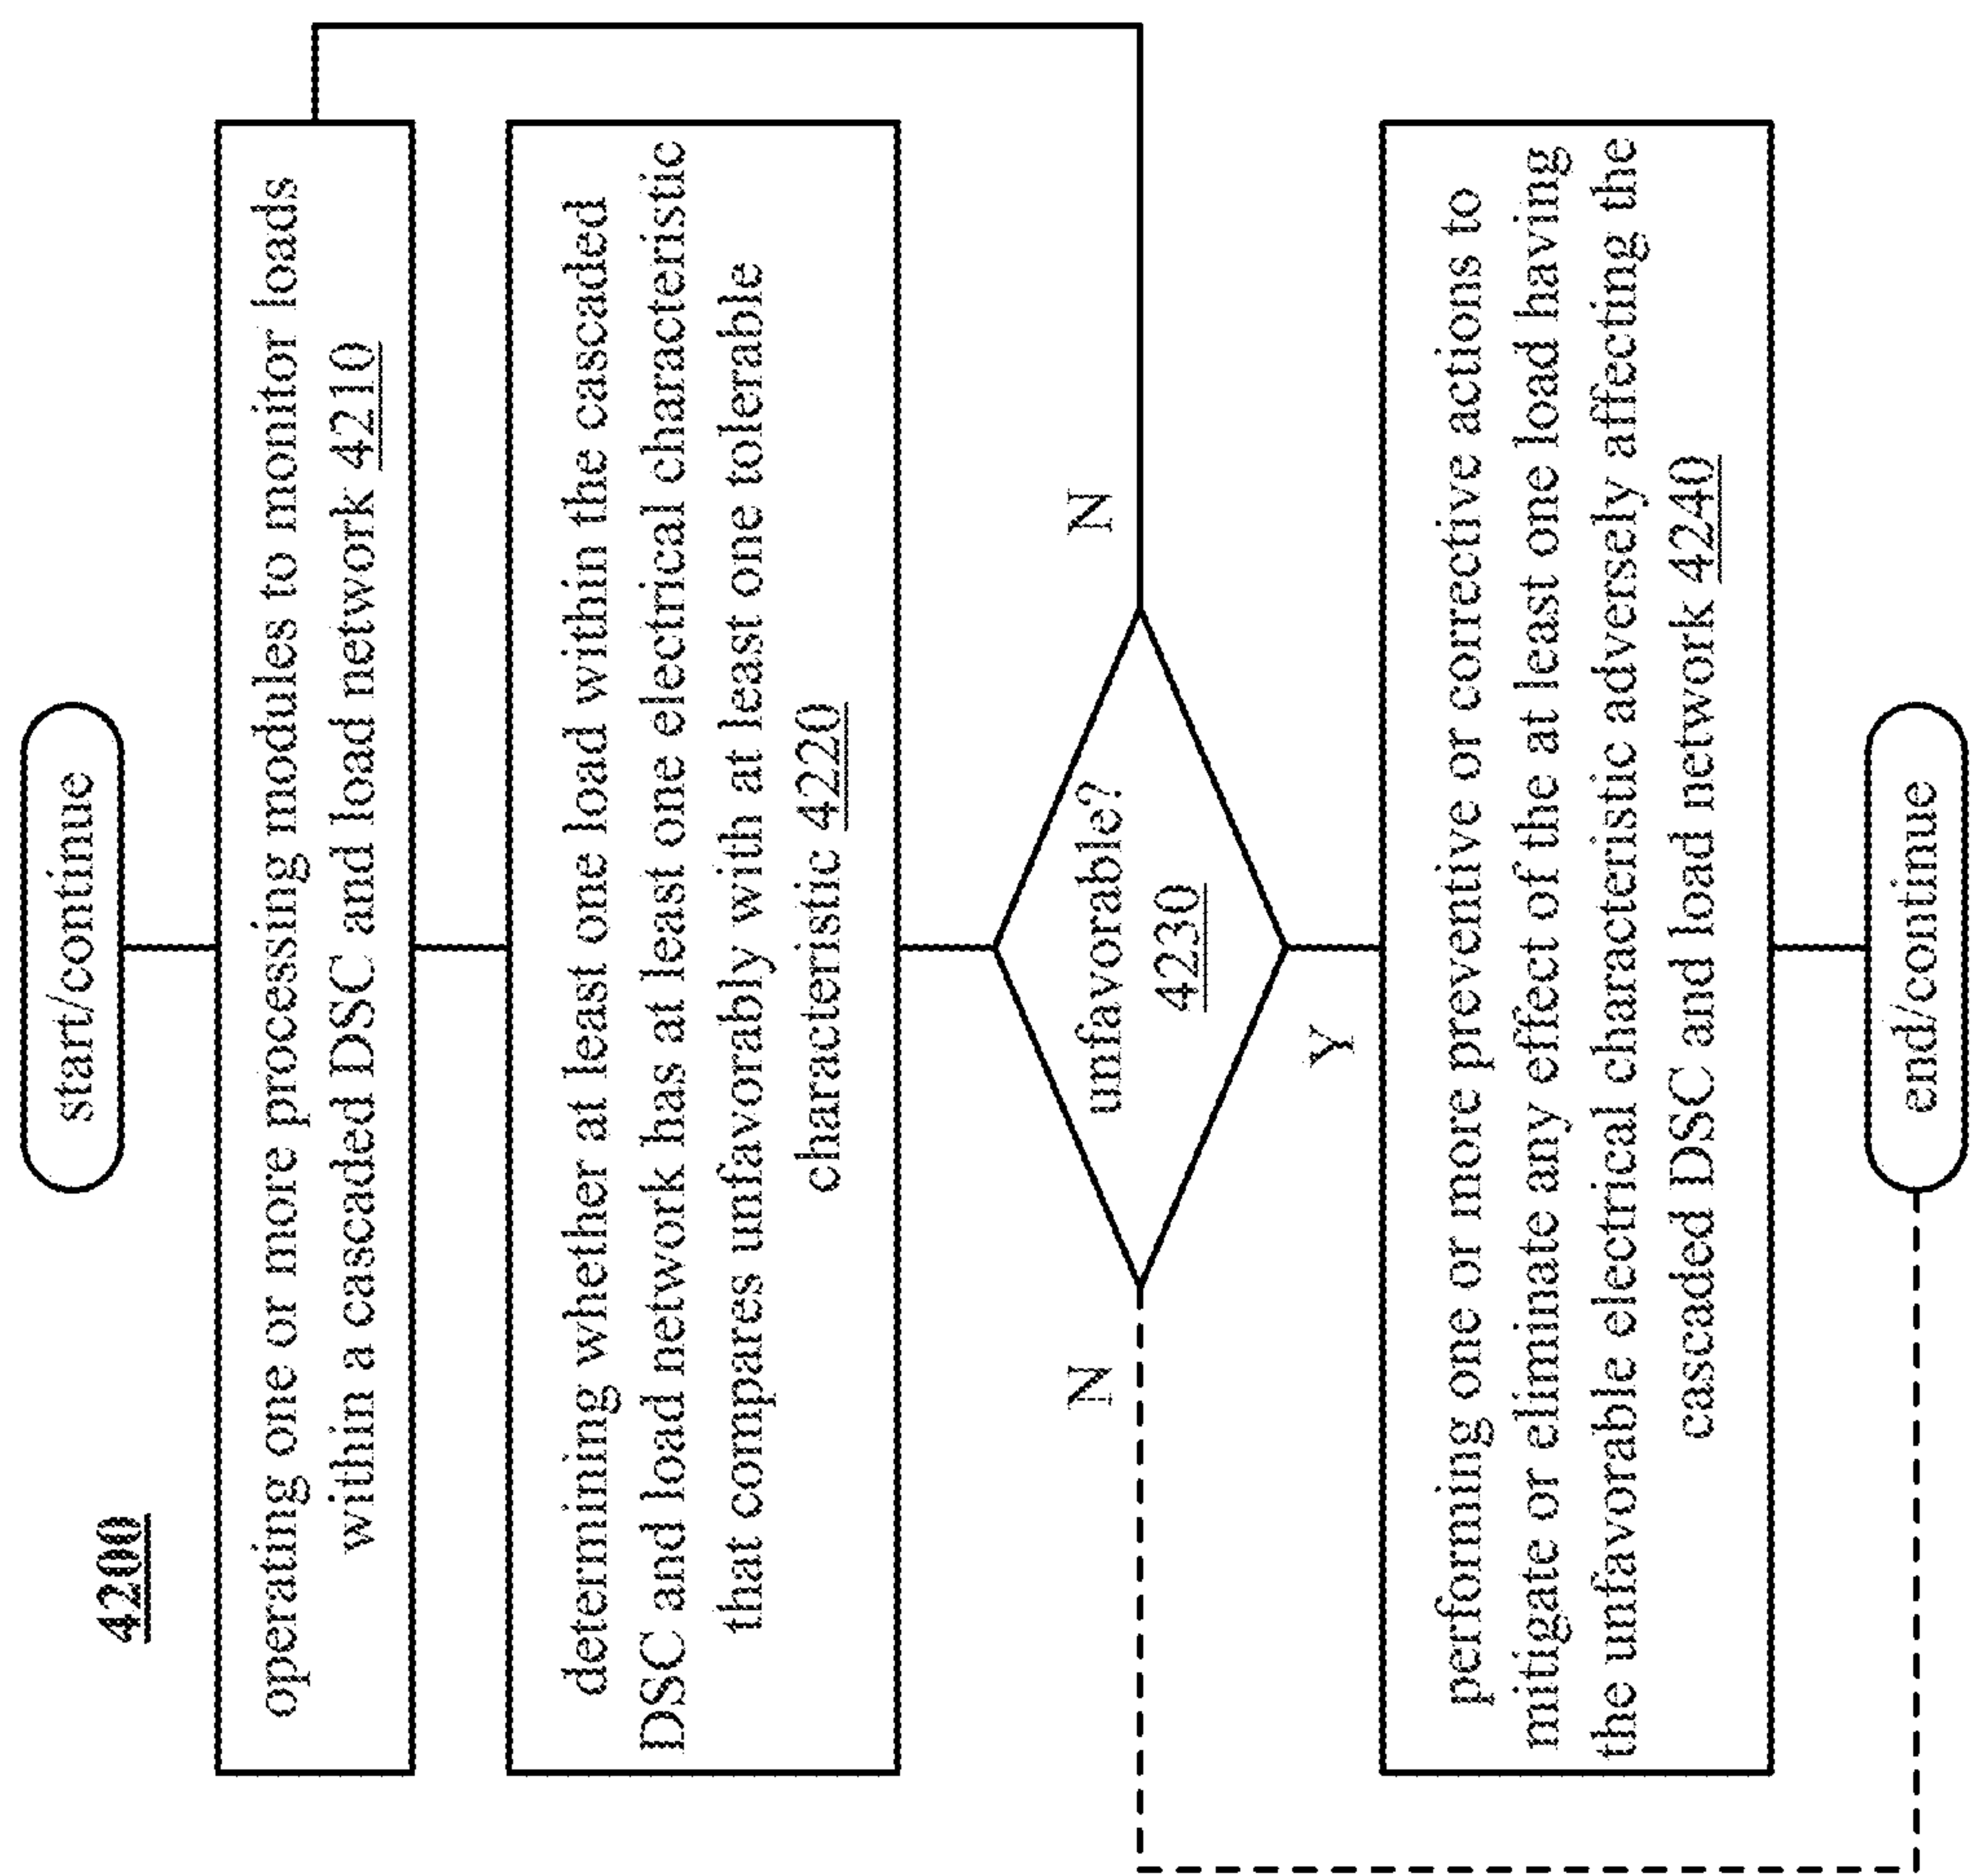 4200
start/continue
operating one or more processing modules to monitor loads
within a cascaded DSC and load network 4210
determining whether at least one load within the cascaded
DSC and load network has at least one electrical characteristic
that compares unfavorably with at least one tolerable
characteristic 4220
unfavorable?
4230
N
N
Y
performing one or more preventive or corrective actions to
mitigate or eliminate any effect of the at least one load having
the unfavorable electrical characteristic adversely affecting the
cascaded DSC and load network 4240
end/continue